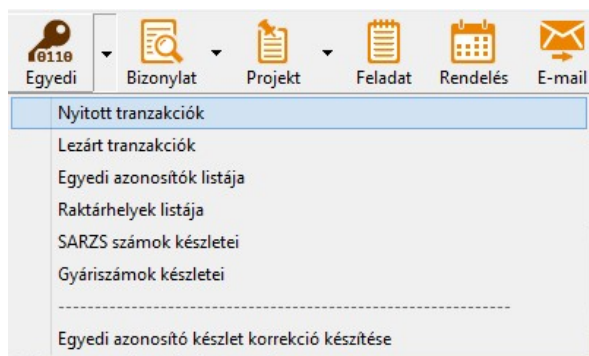 0110
Egyedi Bizonylat Projekt Feladat Rendelés E-mail
Nyitott tranzakciók
Lezárt tranzakciók
Egyedi azonosítók listája
Raktárhelyek listája
SARZS számok készletei
Gyáriszámok készletei
Egyedi azonosító készlet korrekció készítése